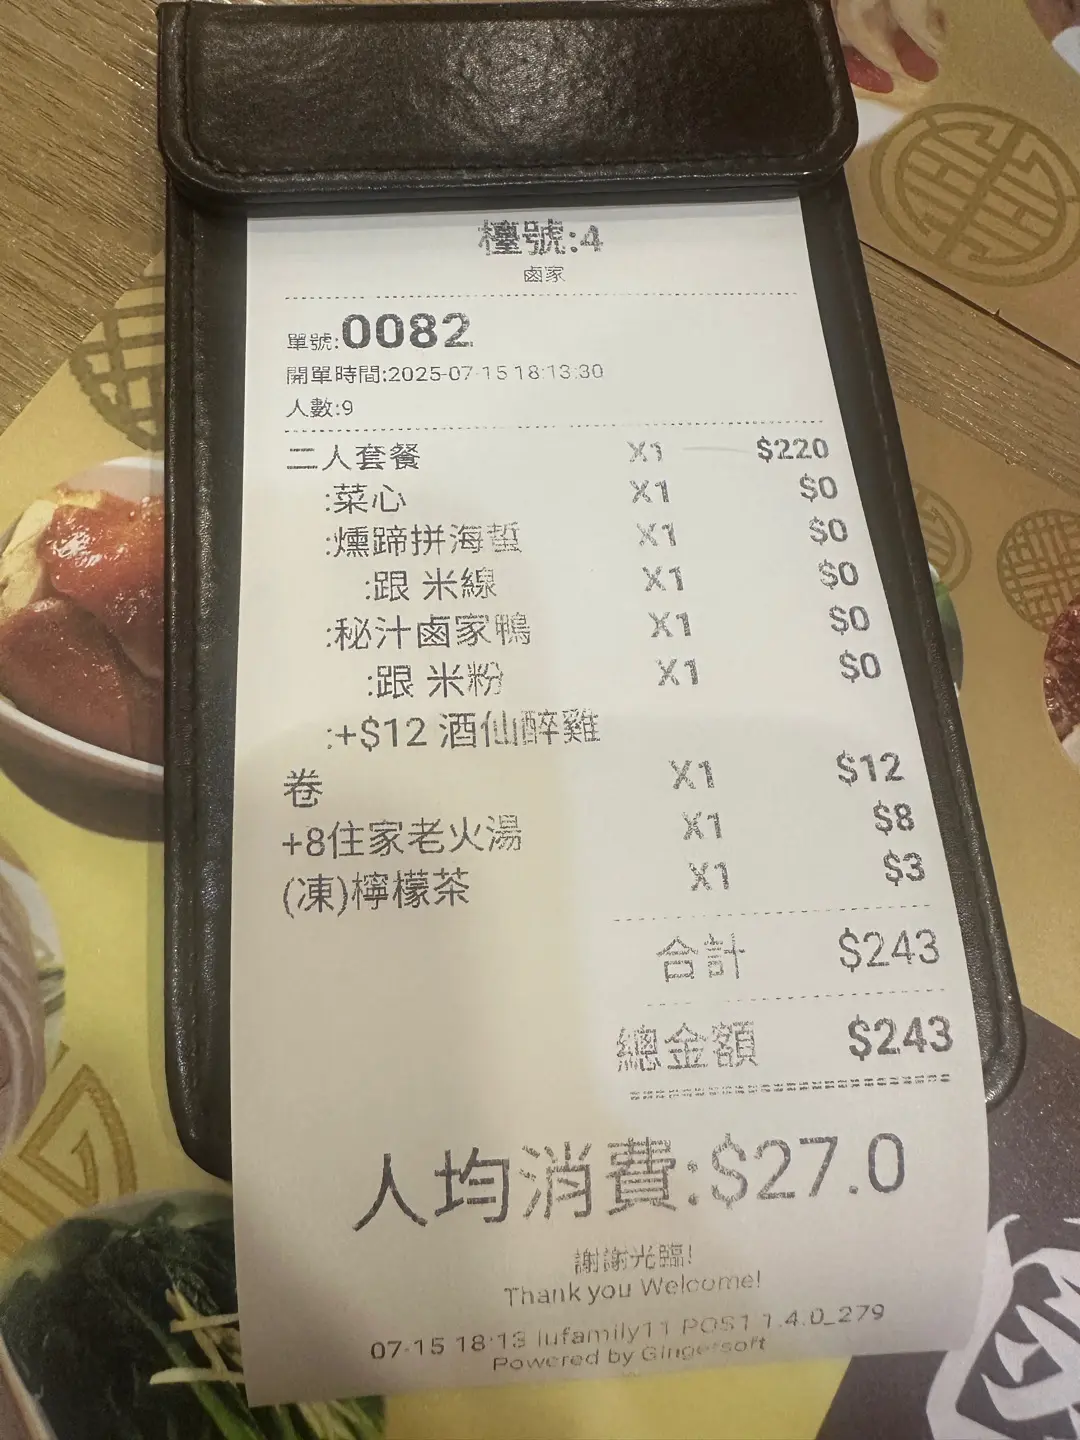 檯號:4
鹵家
單號:0082
開單時間:2025-07-15 18:13:30
人數:9
二人套餐 X1 $220
:菜心 X1 $0
:燻蹄拼海蜇 X1 $0
:跟 米線 X1 $0
:秘汁鹵家鴨 X1 $0
:跟 米粉 X1 $0
:+$12 酒仙醉雞
卷 X1 $12
+8住家老火湯 X1 $8
(凍)檸檬茶 X1 $3
合計 $243
總金額 $243
人均消費:$27.0
謝謝光臨!
Thank you Welcome!
07-15 18:13 lufamily11 POS1 1.4.0_279
Powered by Gingersoft